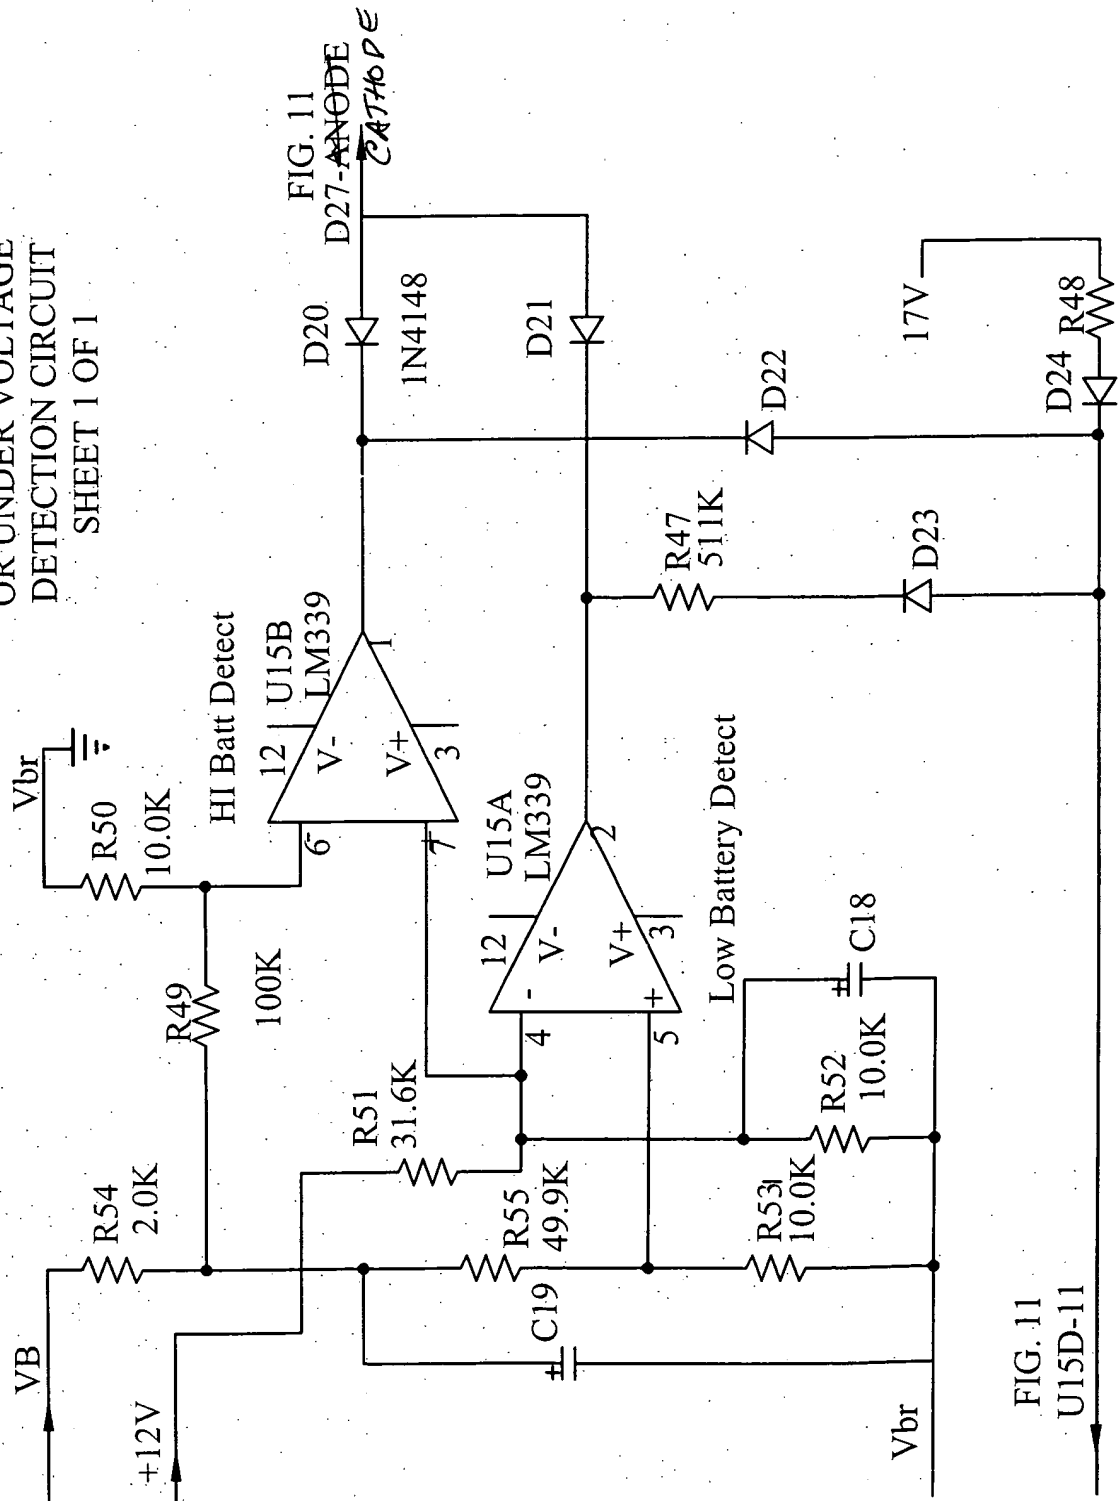 OR UNDER VOLTAGE
DETECTION CIRCUIT
SHEET 1 OF 1
FIG. 11
D27-ANODE
CATHODE
D20
1N4148
D21
17V
R48
D24
D22
R47
511K
D23
HI Batt Detect
U15B
LM339
12
V-
V+
3
1
6
7
Vbr
R50
10.0K
R49
100K
U15A
LM339
12
V-
V+
3
2
-
+
4
5
Low Battery Detect
C18
R51
31.6K
R52
10.0K
R54
2.0K
R55
49.9K
R53
10.0K
C19
VB
+12V
Vbr
FIG. 11
U15D-11